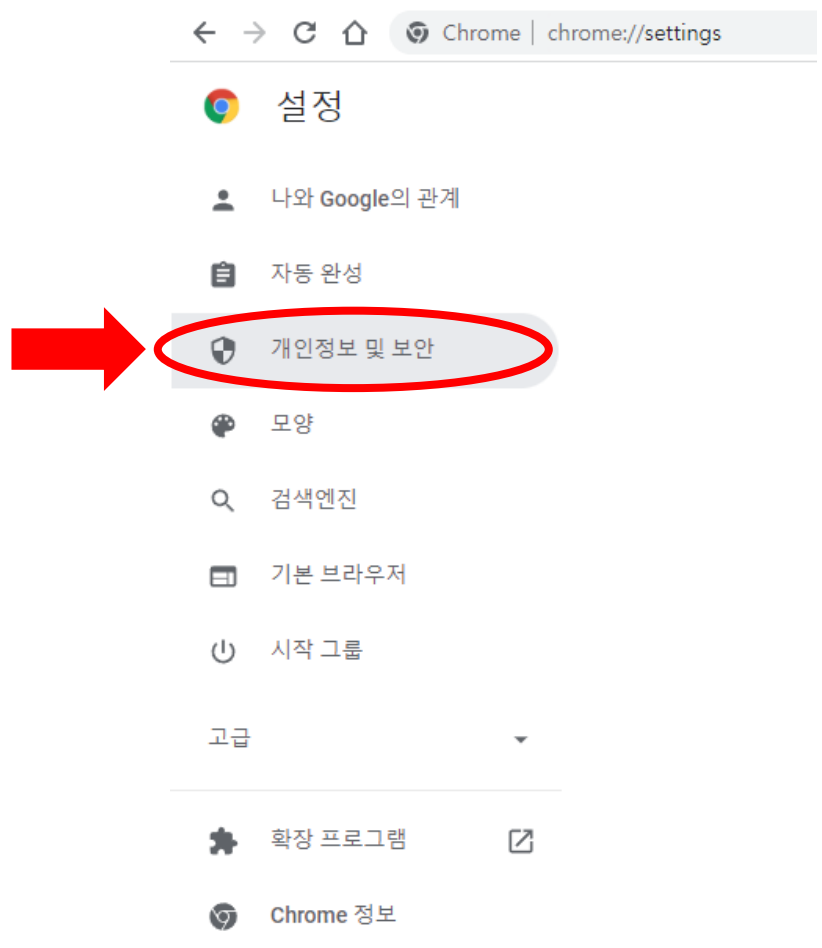 Chrome | chrome://settings
설정
나와 Google의 관계
자동 완성
개인정보 및 보안
모양
검색엔진
기본 브라우저
시작 그룹
고급
확장 프로그램
Chrome 정보